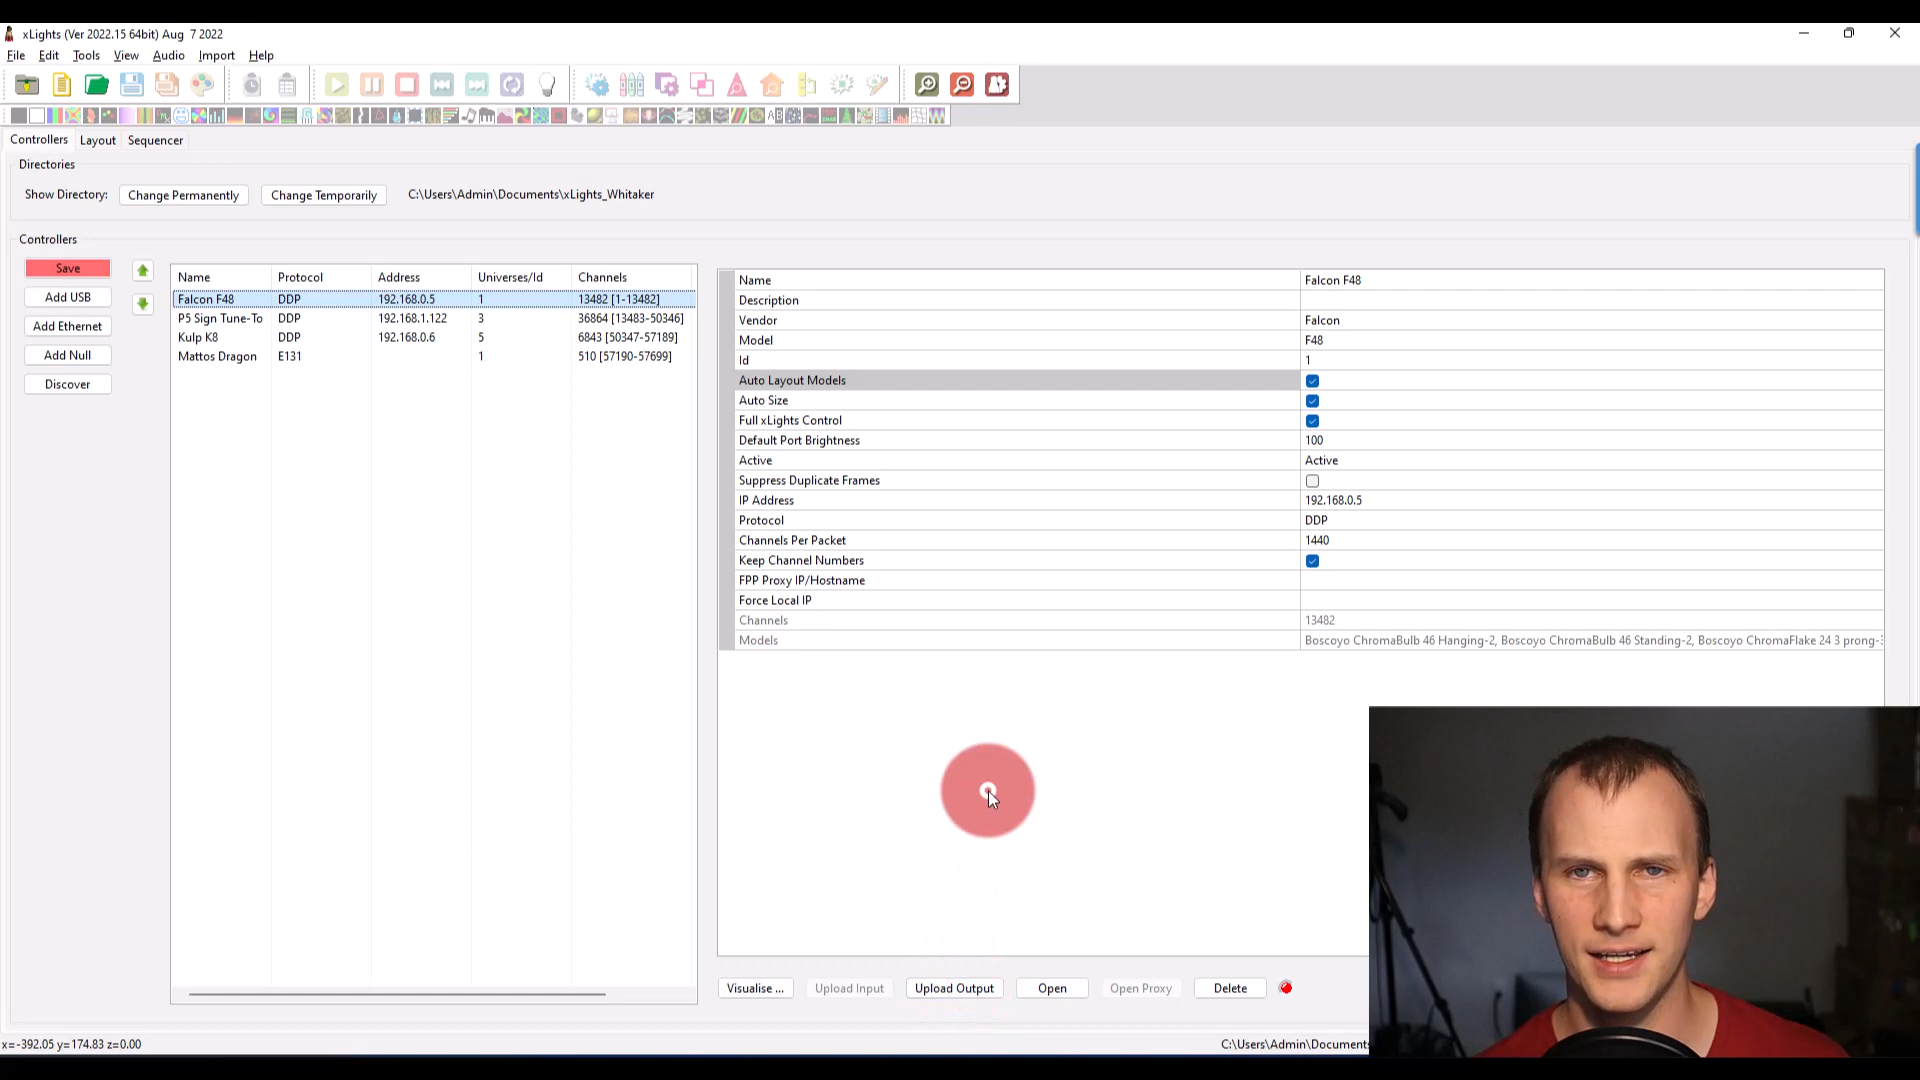 xLights (Ver 2022.15 64bit) Aug 7 2022
File Edit Tools View Audio Import Help
Controllers Layout Sequencer
Directories
Show Directory: Change Permanently Change Temporarily C:\Users\Admin\Documents\xLights_Whitaker
Controllers
Save
Add USB
Add Ethernet
Add Null
Discover
Name Protocol Address Universes/Id Channels
Falcon F48 DDP 192.168.0.5 1 13482 [1-13482]
P5 Sign Tune-To DDP 192.168.1.122 3 36864 [13483-50346]
Kulp K8 DDP 192.168.0.6 5 6843 [50347-57189]
Mattos Dragon E131 1 510 [57190-57699]
Name Falcon F48
Description
Vendor Falcon
Model F48
Id 1
Auto Layout Models
Auto Size
Full xLights Control
Default Port Brightness 100
Active Active
Suppress Duplicate Frames
IP Address 192.168.0.5
Protocol DDP
Channels Per Packet 1440
Keep Channel Numbers
FPP Proxy IP/Hostname
Force Local IP
Channels 13482
Models Boscoyo ChromaBulb 46 Hanging-2, Boscoyo ChromaBulb 46 Standing-2, Boscoyo ChromaFlake 24 3 prong-
Visualise ... Upload Input Upload Output Open Open Proxy Delete
x=-392.05 y=174.83 z=0.00 C:\Users\Admin\Documents